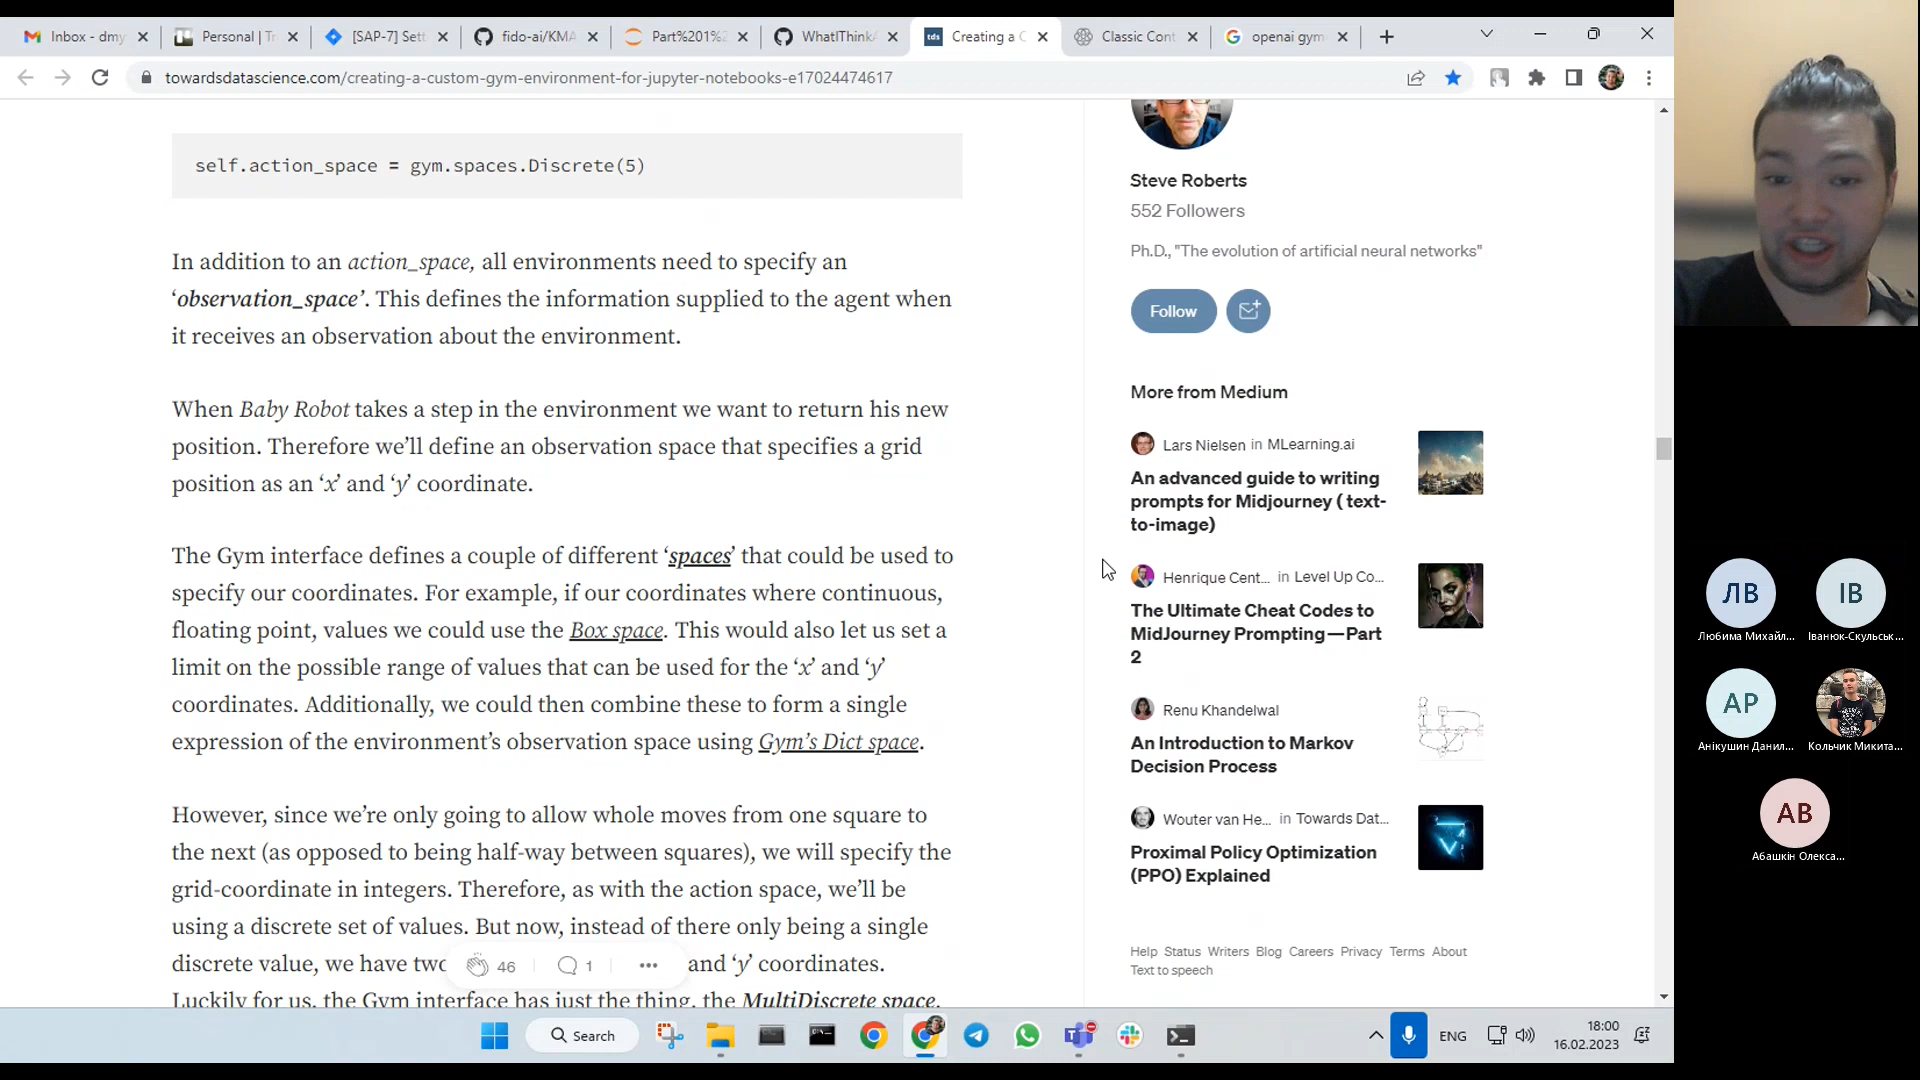 Inbox - dmy
Personal | Tr
[SAP-7] Sett
fido-ai/KMA
Part%201%2
WhatIThink
Creating a C
Classic Cont
openai gym
towardsdatascience.com/creating-a-custom-gym-environment-for-jupyter-notebooks-e17024474617
self.action_space = gym.spaces.Discrete(5)
In addition to an action_space, all environments need to specify an
‘observation_space’. This defines the information supplied to the agent when
it receives an observation about the environment.
When Baby Robot takes a step in the environment we want to return his new
position. Therefore we’ll define an observation space that specifies a grid
position as an ‘x’ and ‘y’ coordinate.
The Gym interface defines a couple of different ‘spaces’ that could be used to
specify our coordinates. For example, if our coordinates where continuous,
floating point, values we could use the Box space. This would also let us set a
limit on the possible range of values that can be used for the ‘x’ and ‘y’
coordinates. Additionally, we could then combine these to form a single
expression of the environment’s observation space using Gym’s Dict space.
However, since we’re only going to allow whole moves from one square to
the next (as opposed to being half-way between squares), we will specify the
grid-coordinate in integers. Therefore, as with the action space, we’ll be
using a discrete set of values. But now, instead of there only being a single
discrete value, we have two and ‘y’ coordinates.
46
1
Luckily for us, the Gym interface has just the thing, the MultiDiscrete space.
Steve Roberts
552 Followers
Ph.D., "The evolution of artificial neural networks"
Follow
More from Medium
Lars Nielsen in MLearning.ai
An advanced guide to writing
prompts for Midjourney ( text-
to-image)
Henrique Cent... in Level Up Co...
The Ultimate Cheat Codes to
MidJourney Prompting—Part
2
Renu Khandelwal
An Introduction to Markov
Decision Process
Wouter van He... in Towards Dat...
Proximal Policy Optimization
(PPO) Explained
Help Status Writers Blog Careers Privacy Terms About
Text to speech
ЛВ
Любима Михайл...
ІВ
Іванюк-Скульськ...
АР
Анікушин Данил...
Кольчик Микита...
АВ
Абашкін Олекса...
Search
ENG
18:00
16.02.2023